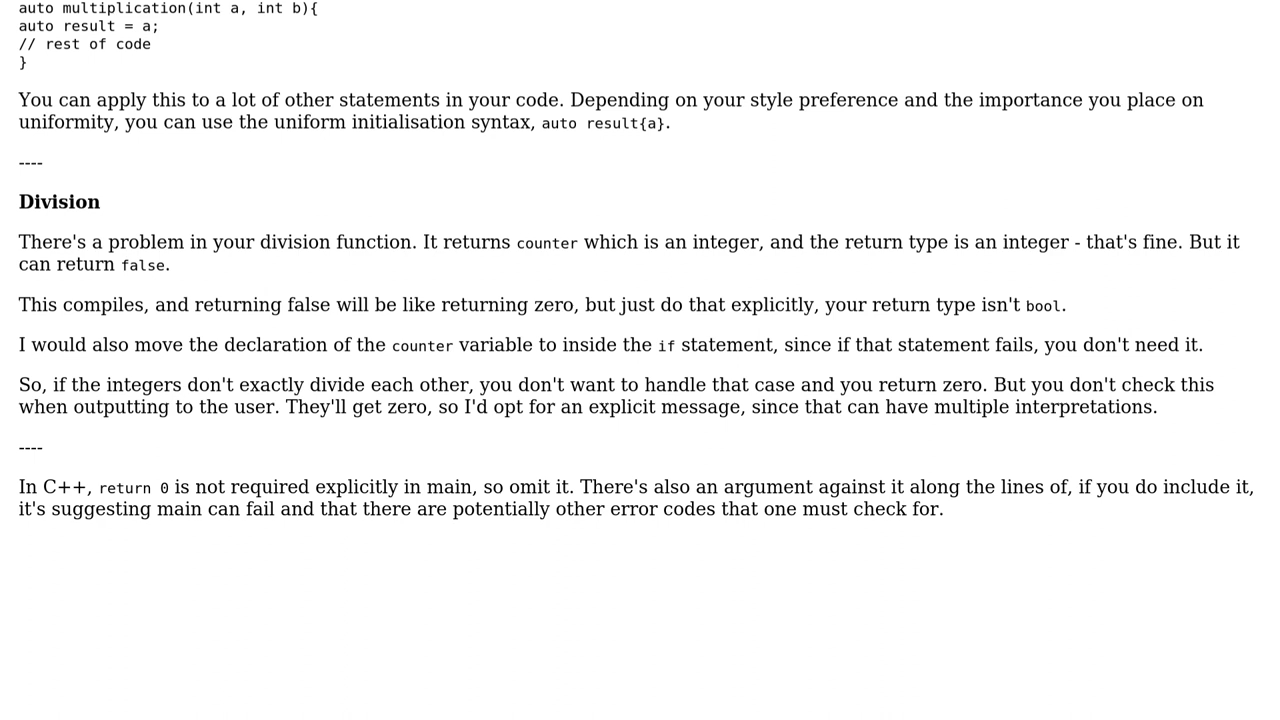 auto multiplication(int a, int b){
auto result = a;
// rest of code
}
You can apply this to a lot of other statements in your code. Depending on your style preference and the importance you place on
uniformity, you can use the uniform initialisation syntax, auto result{a}.
----
Division
There's a problem in your division function. It returns counter which is an integer, and the return type is an integer - that's fine. But it
can return false.
This compiles, and returning false will be like returning zero, but just do that explicitly, your return type isn't bool.
I would also move the declaration of the counter variable to inside the if statement, since if that statement fails, you don't need it.
So, if the integers don't exactly divide each other, you don't want to handle that case and you return zero. But you don't check this
when outputting to the user. They'll get zero, so I'd opt for an explicit message, since that can have multiple interpretations.
----
In C++, return 0 is not required explicitly in main, so omit it. There's also an argument against it along the lines of, if you do include it,
it's suggesting main can fail and that there are potentially other error codes that one must check for.